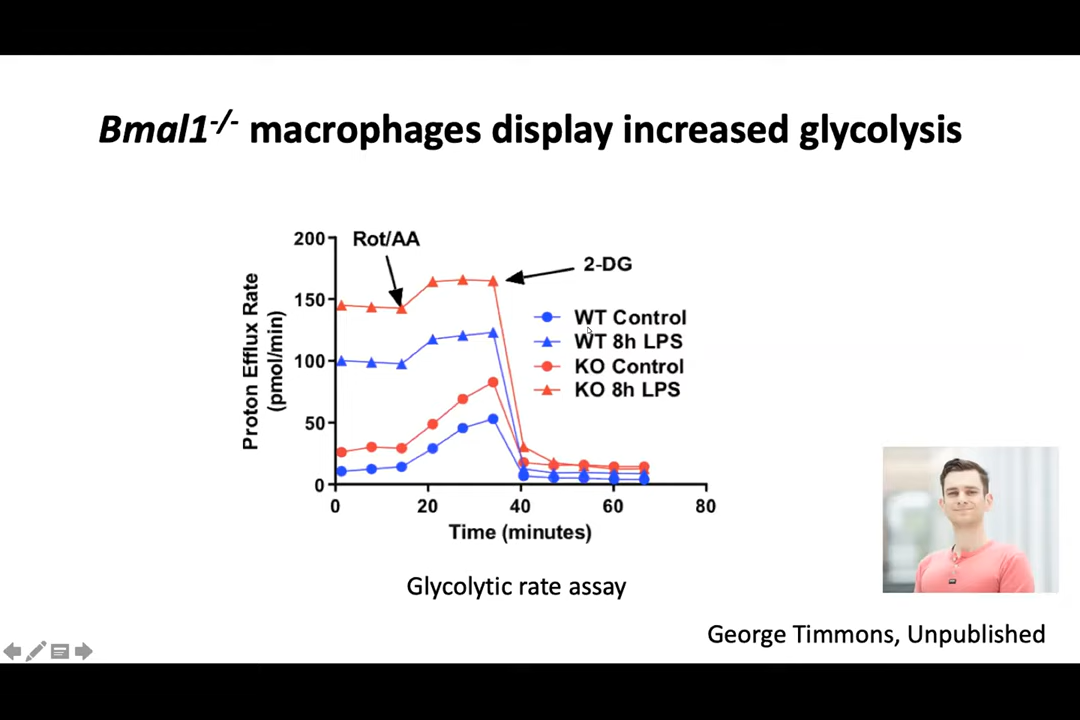 Bmal1-/- macrophages display increased glycolysis
200
Rot/AA
2-DG
150
WT Control
WT 8h LPS
100
KO Control
KO 8h LPS
50
0
Proton Efflux Rate
(pmol/min)
0 20 40 60 80
Time (minutes)
Glycolytic rate assay
George Timmons, Unpublished